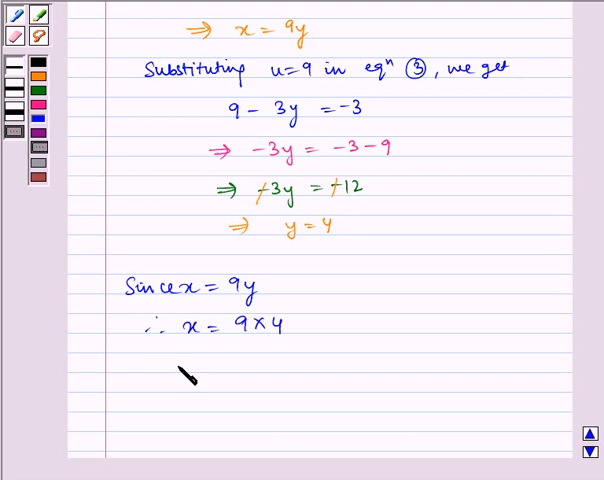 ⇒ x = 9y
Substituting u=9 in eqⁿ ③, we get
9 - 3y = -3
⇒ -3y = -3-9
⇒ -3y = -12
⇒ y = 4
Since x = 9y
∴ x = 9×4